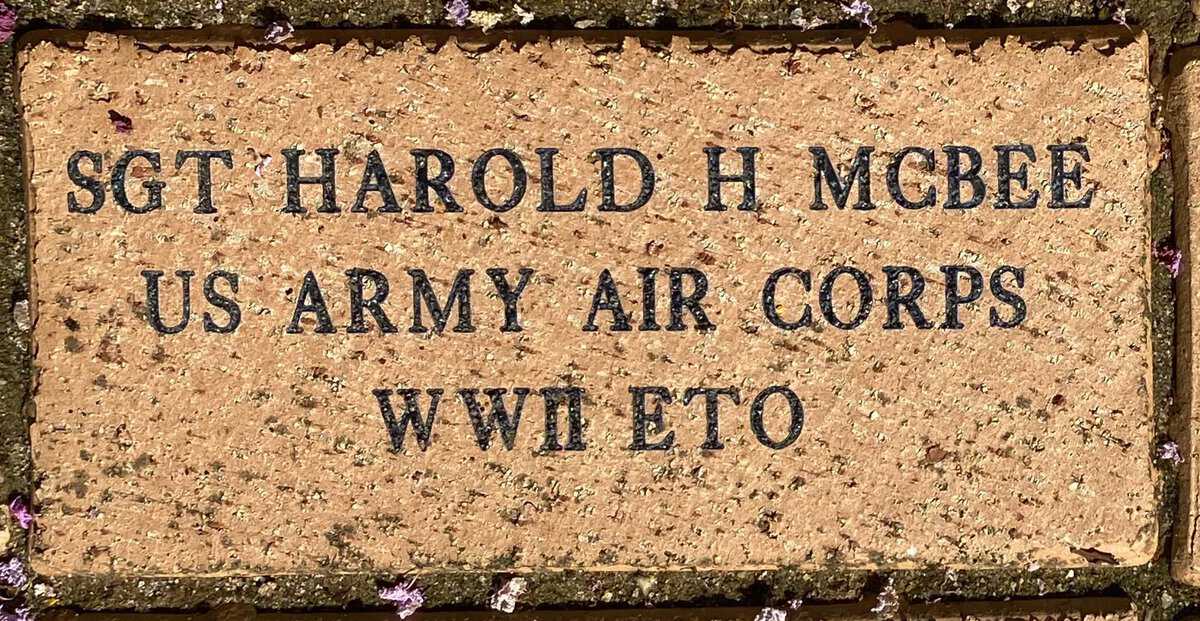 SGT HAROLD H MCBEE
US ARMY AIR CORPS
WWII ETO